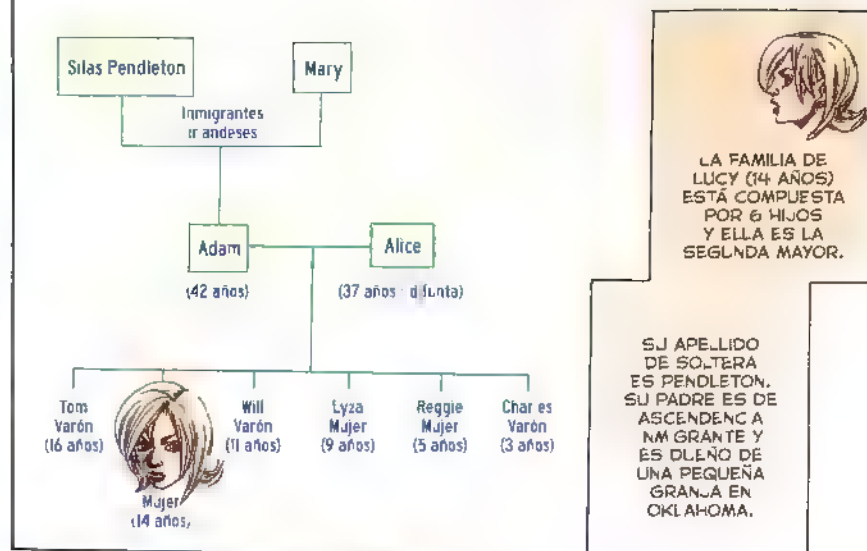 Silas Pendleton
Mary
Inmigrantes
irlandeses
Adam
Alice
(42 años)
(37 años · difunta)
Tom
Varón
(16 años)
Mujer
(14 años)
Will
Varón
(11 años)
Lyza
Mujer
(9 años)
Reggie
Mujer
(5 años)
Charles
Varón
(3 años)
LA FAMILIA DE
LUCY (14 AÑOS)
ESTÁ COMPUESTA
POR 6 HIJOS
Y ELLA ES LA
SEGUNDA MAYOR.
SU APELLIDO
DE SOLTERA
ES PENDLETON.
SU PADRE ES DE
ASCENDENCIA
INMIGRANTE Y
ES DUEÑO DE
UNA PEQUEÑA
GRANJA EN
OKLAHOMA.